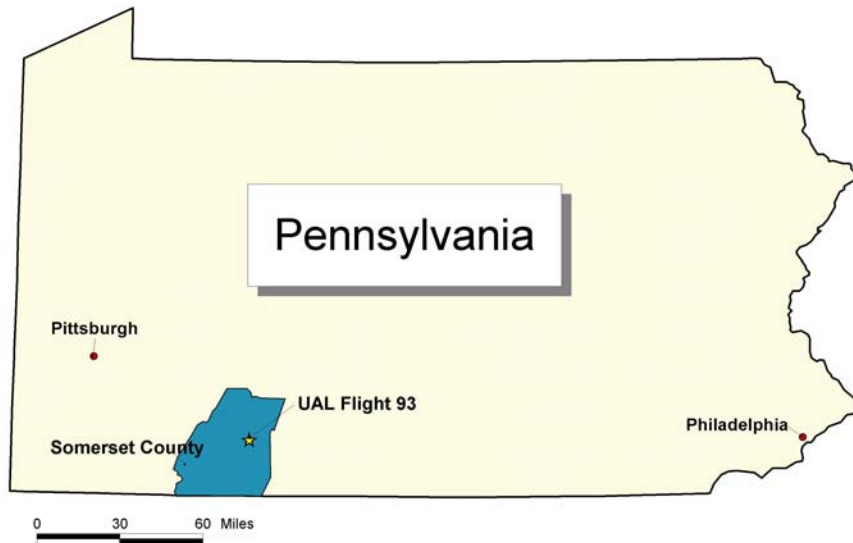 Pennsylvania
Pittsburgh
UAL Flight 93
Philadelphia
Somerset County
0 30 60 Miles